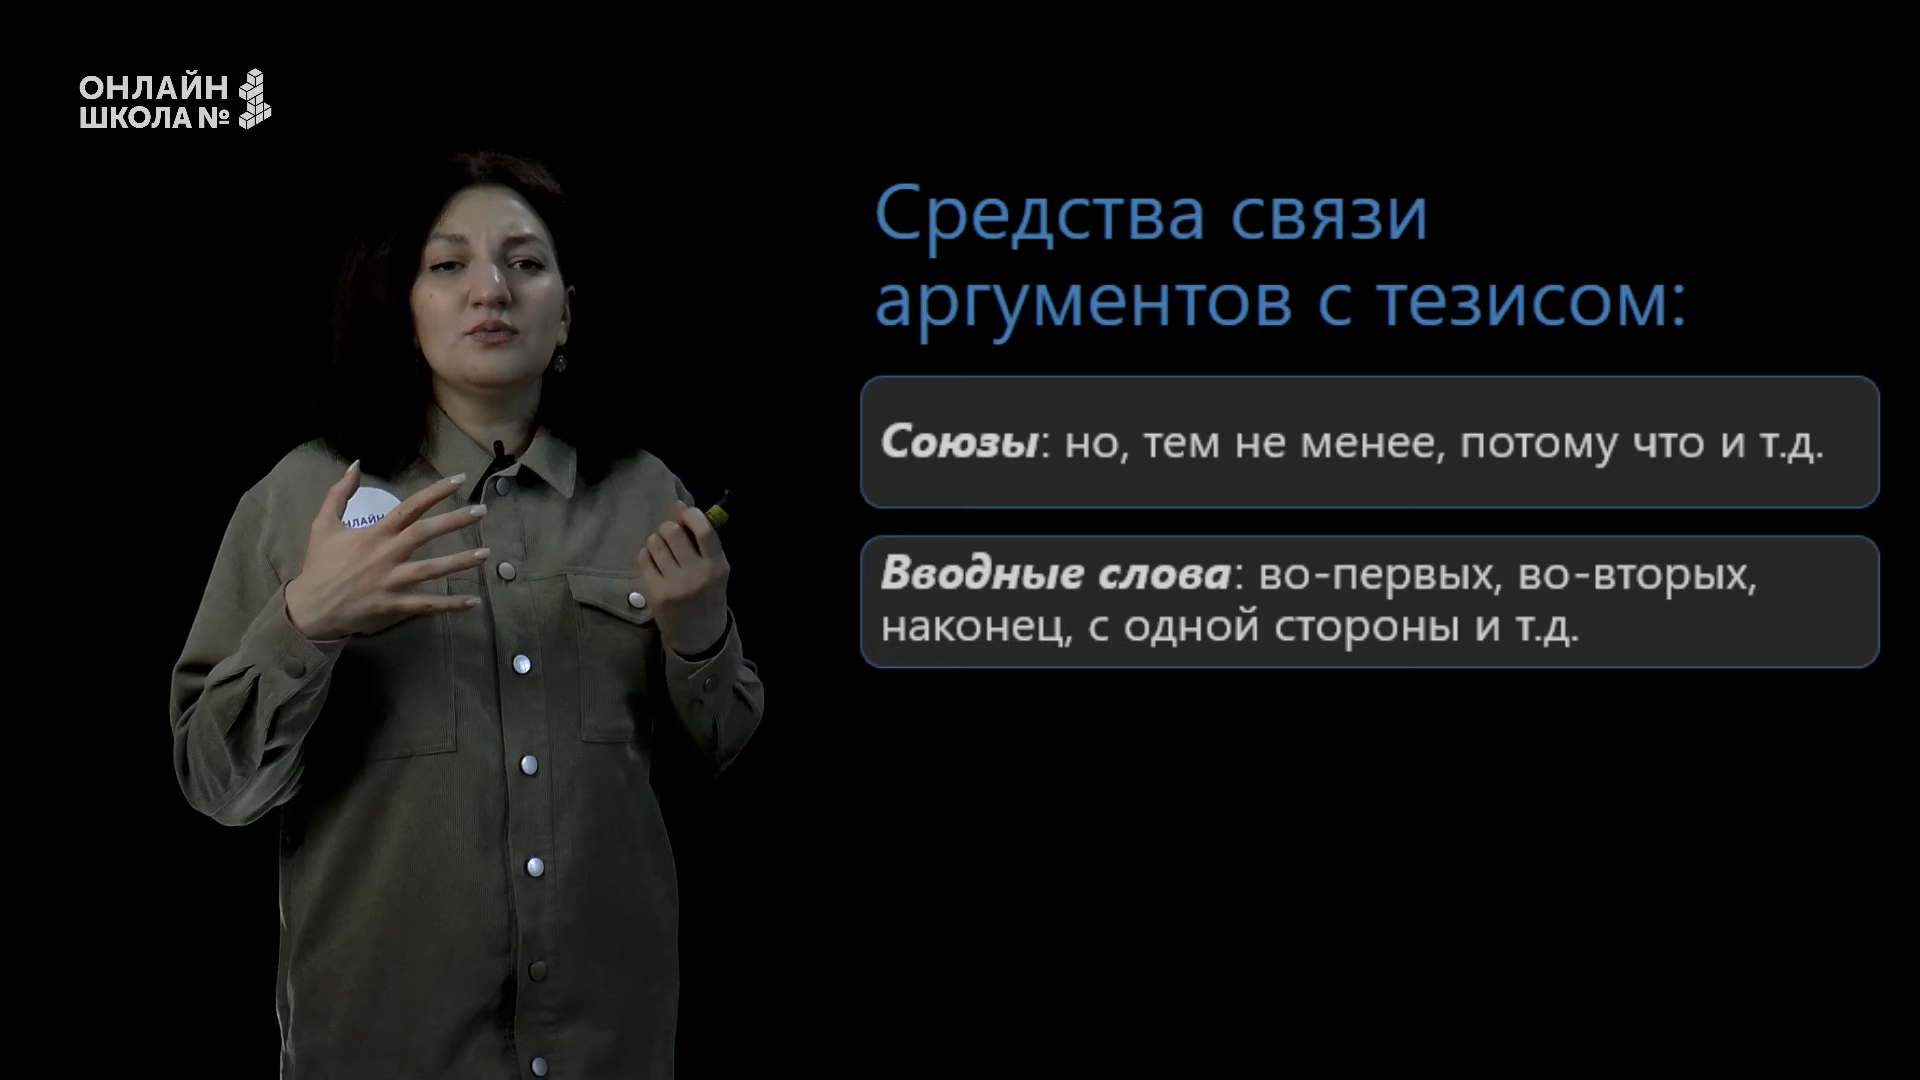 ОНЛАЙН
ШКОЛА №
Средства связи
аргументов с тезисом:
Союзы: но, тем не менее, потому что и т.д.
Вводные слова: во-первых, во-вторых,
наконец, с одной стороны и т.д.
НЛАЙН